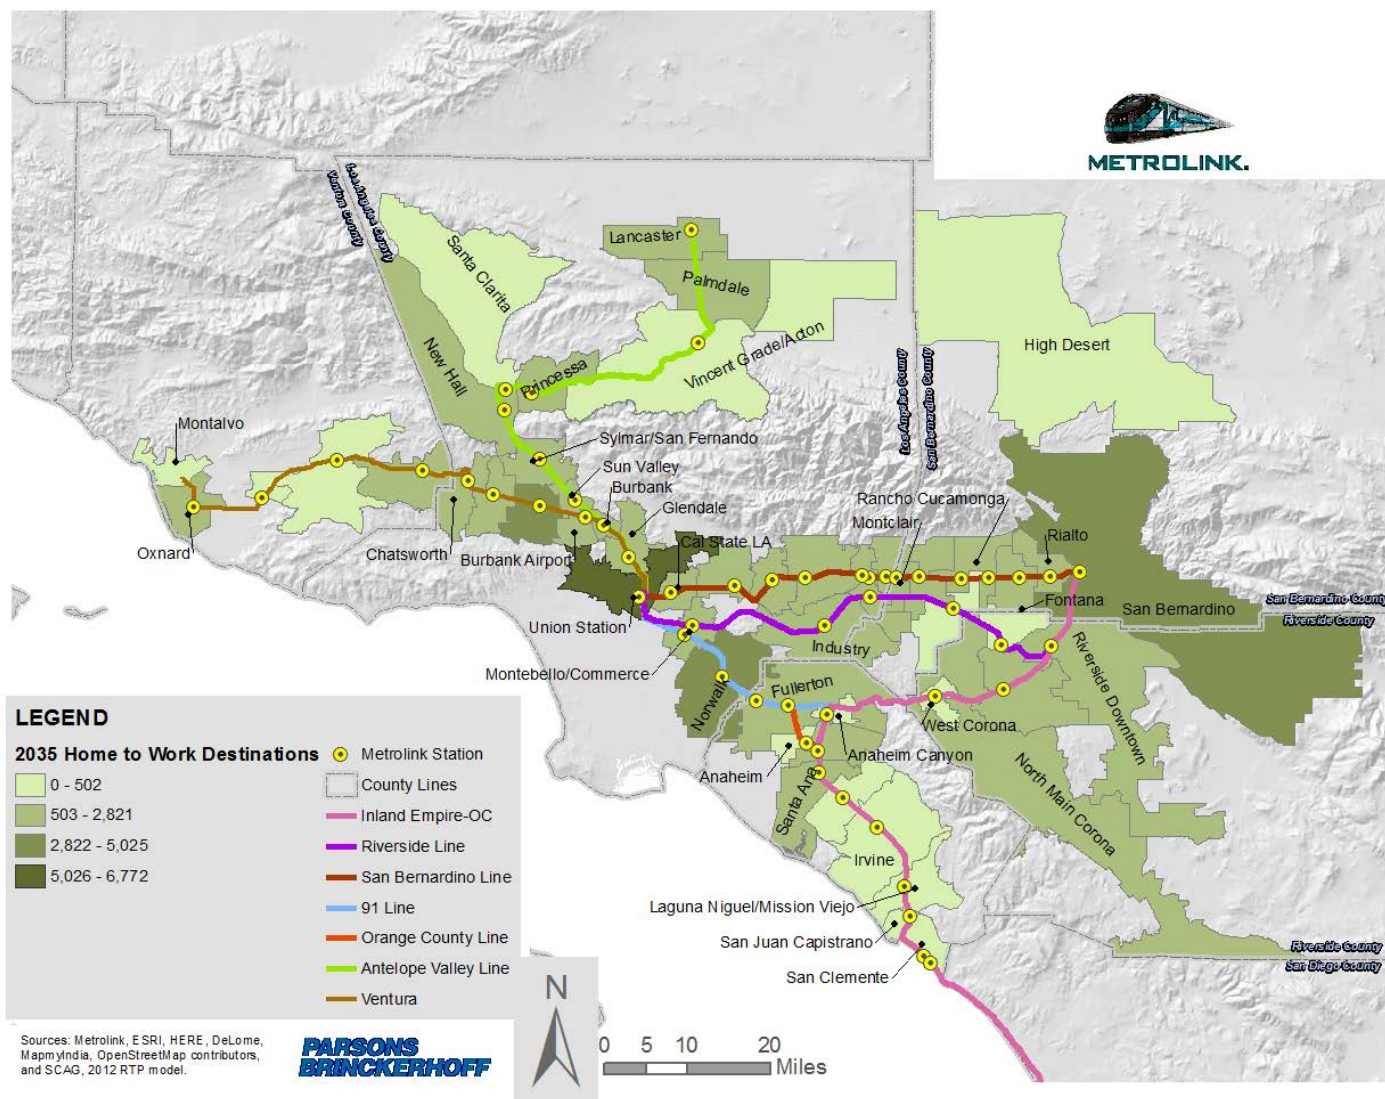 METROLINK.
Los Angeles County
Ventura County
Lancaster
Santa Clarita
Palmdale
High Desert
Vincent Grade/Acton
New Hall
Princessa
Los Angeles County
San Bernardino County
Montalvo
Sylmar/San Fernando
Sun Valley
Burbank
Rancho Cucamonga
Glendale
Montclair
Rialto
Cal State LA
Oxnard
Chatsworth
Burbank Airport
Fontana
San Bernardino
San Bernardino County
Riverside County
Union Station
Industry
Montebello/Commerce
Riverside Downtown
Fullerton
Norwalk
West Corona
Anaheim Canyon
Anaheim
North Main Corona
Santa Ana
Irvine
Laguna Niguel/Mission Viejo
San Juan Capistrano
San Clemente
Riverside County
San Diego County
LEGEND
2035 Home to Work Destinations
0 - 502
503 - 2,821
2,822 - 5,025
5,026 - 6,772
Metrolink Station
County Lines
Inland Empire-OC
Riverside Line
San Bernardino Line
91 Line
Orange County Line
Antelope Valley Line
Ventura
N
0 5 10 20
Miles
Sources: Metrolink, ESRI, HERE, DeLorme,
MapmyIndia, OpenStreetMap contributors,
and SCAG, 2012 RTP model.
PARSONS
BRINCKERHOFF